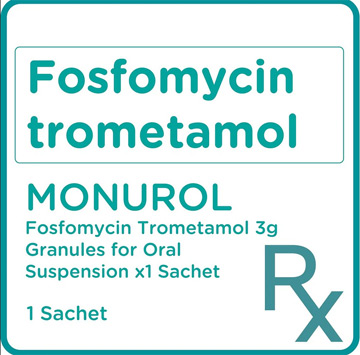 Fosfomycin
trometamol
MONUROL
Fosfomycin Trometamol 3g
Granules for Oral
Suspension x1 Sachet
1 Sachet
Rx